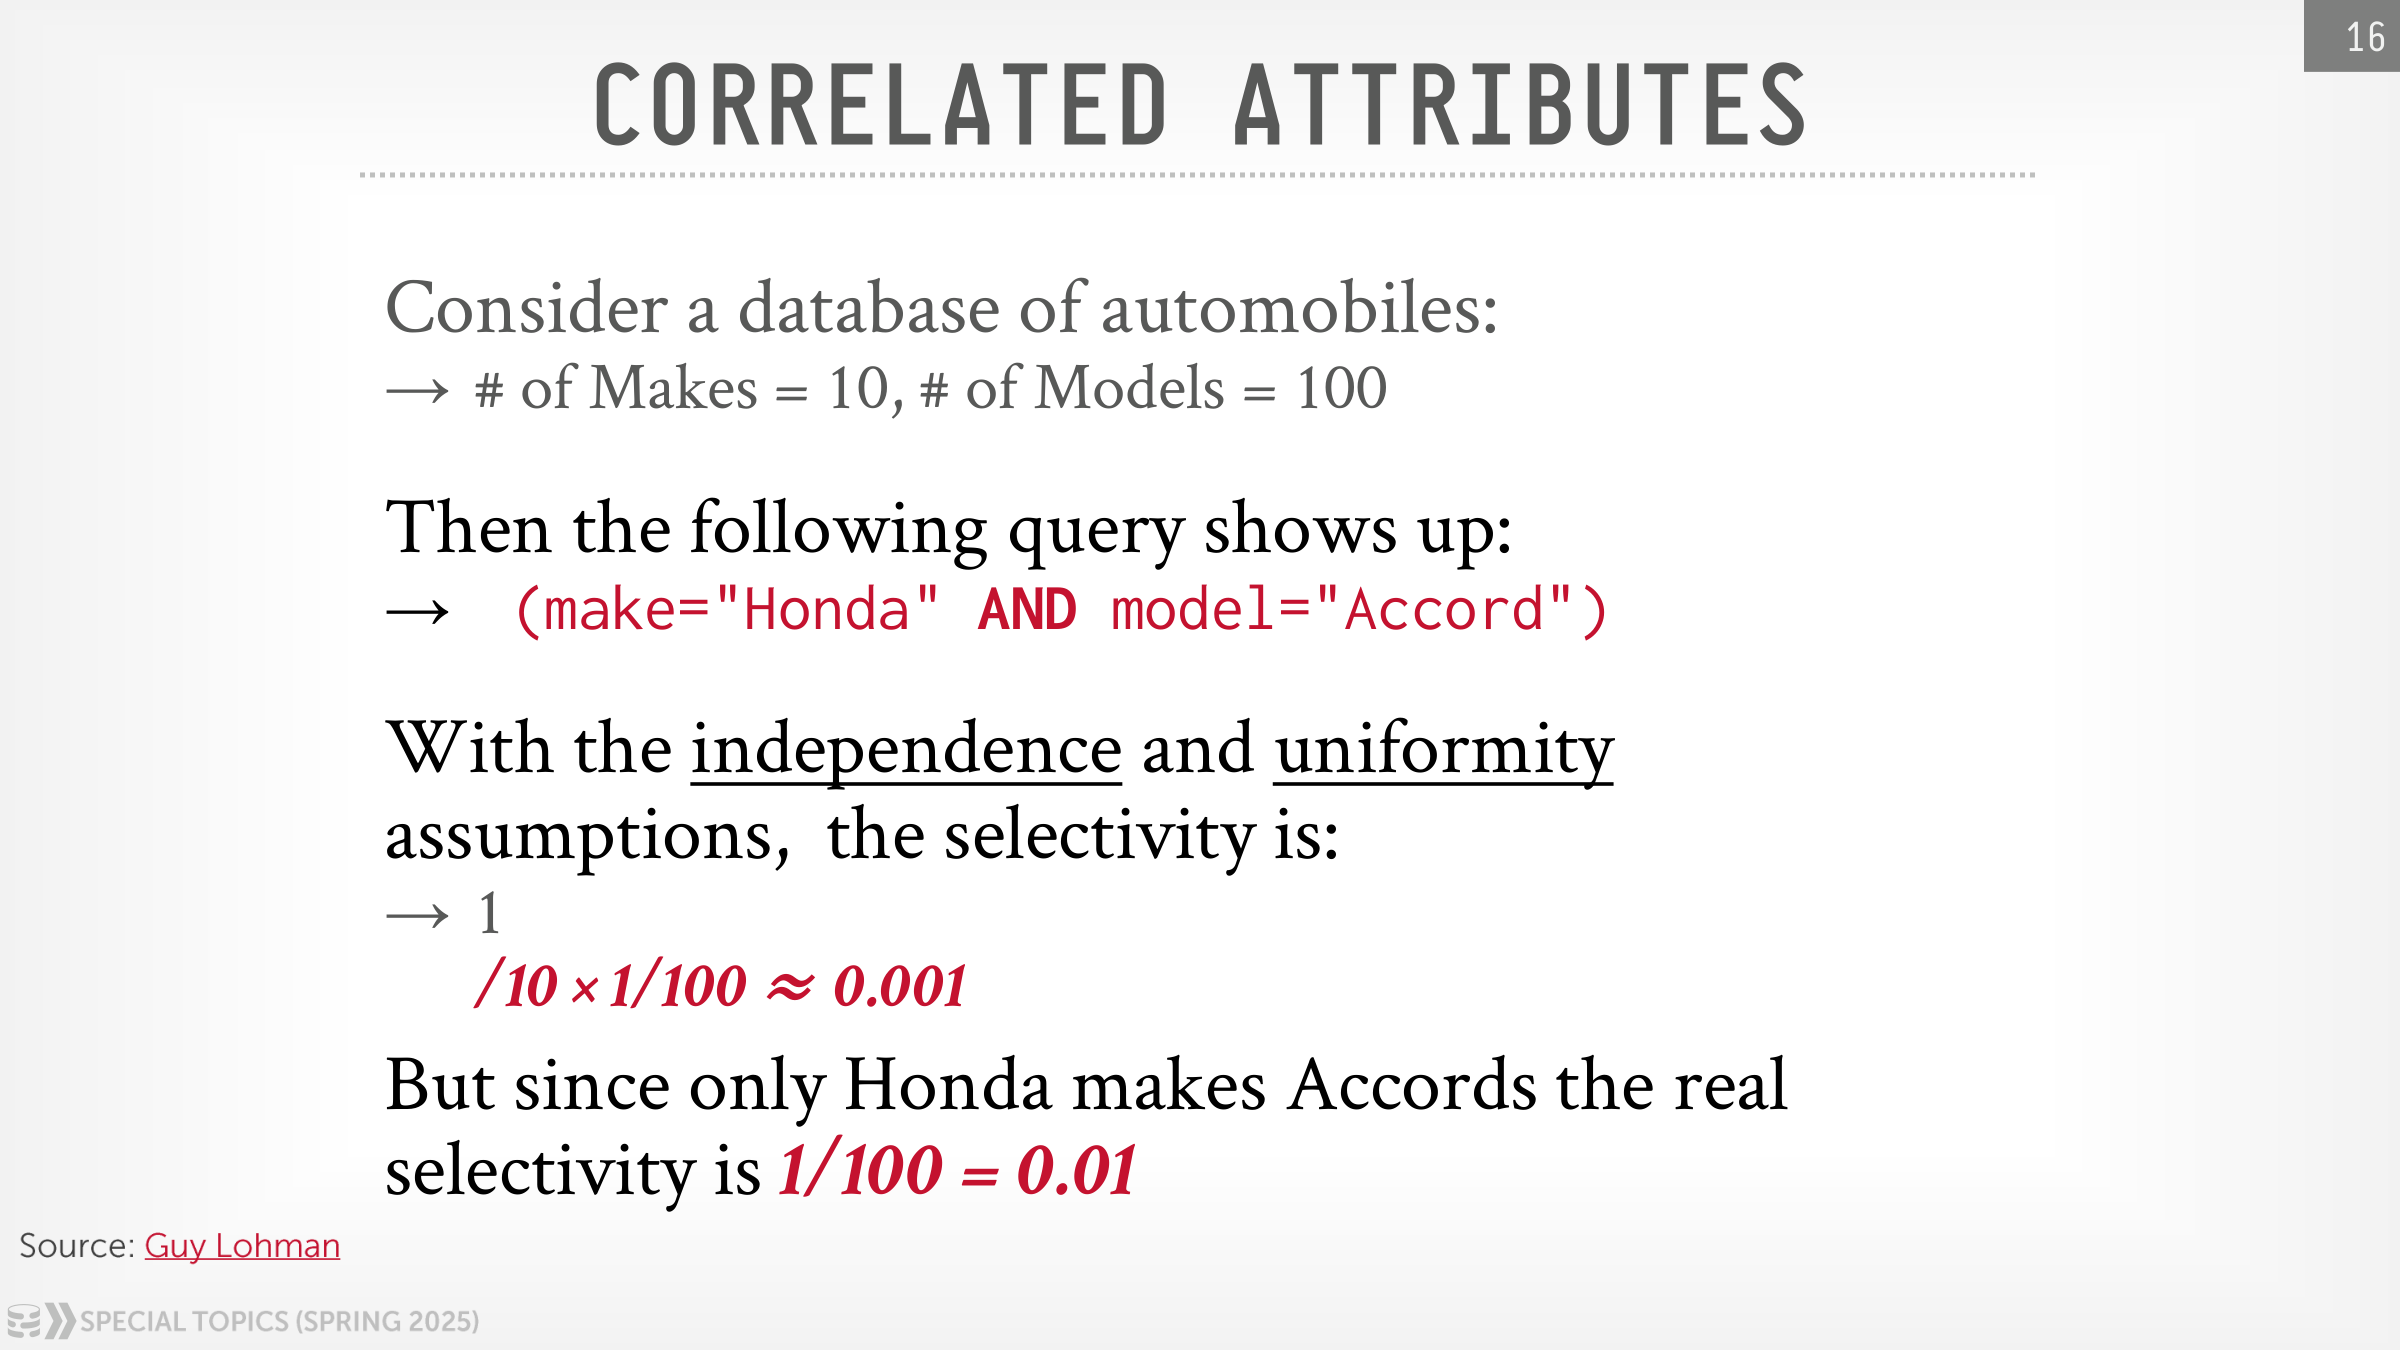 16
CORRELATED ATTRIBUTES
Consider a database of automobiles:
→ # of Makes = 10, # of Models = 100
Then the following query shows up:
→ (make="Honda" AND model="Accord")
With the independence and uniformity
assumptions, the selectivity is:
→ 1
/10 × 1/100 ≈ 0.001
But since only Honda makes Accords the real
selectivity is 1/100 = 0.01
Source: Guy Lohman
SPECIAL TOPICS (SPRING 2025)